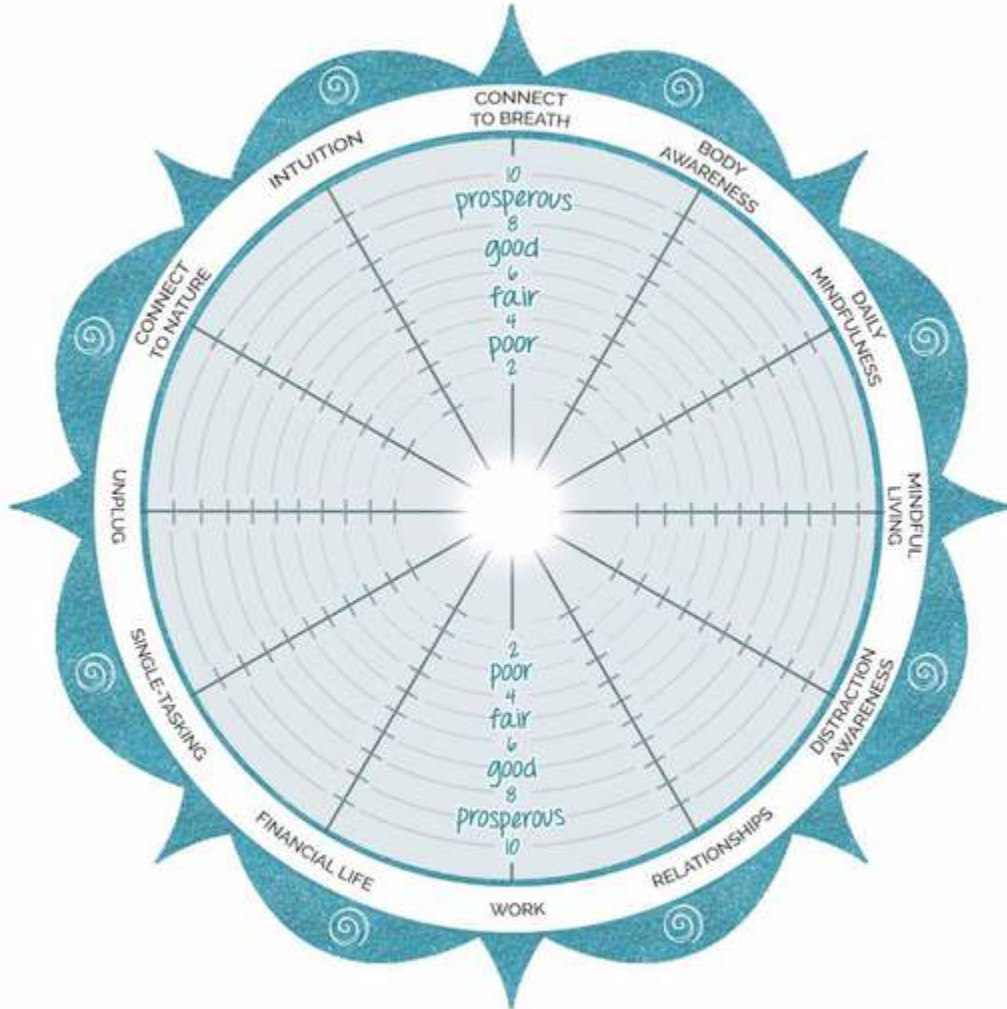 CONNECT
TO BREATH
BODY
AWARENESS
DAILY
MINDFULNESS
MINDFUL
LIVING
DISTRACTION
AWARENESS
RELATIONSHIPS
WORK
FINANCIAL LIFE
SINGLE-TASKING
UNPLUG
CONNECT
TO NATURE
INTUITION
10
prosperous
8
good
6
fair
4
poor
2
2
poor
4
fair
6
good
8
prosperous
10